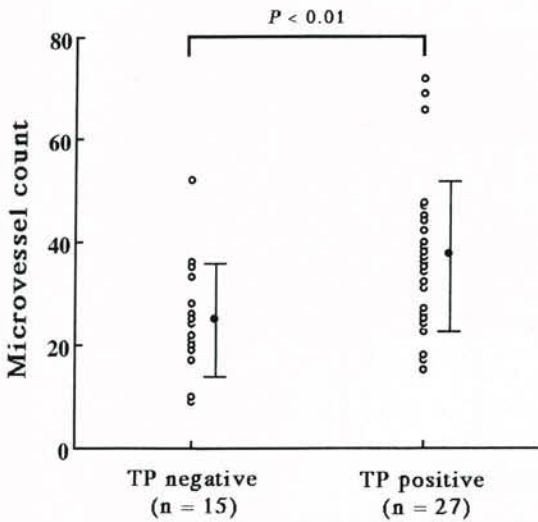 P < 0.01
80
60
40
20
0
Microvessel count
TP negative
(n = 15)
TP positive
(n = 27)